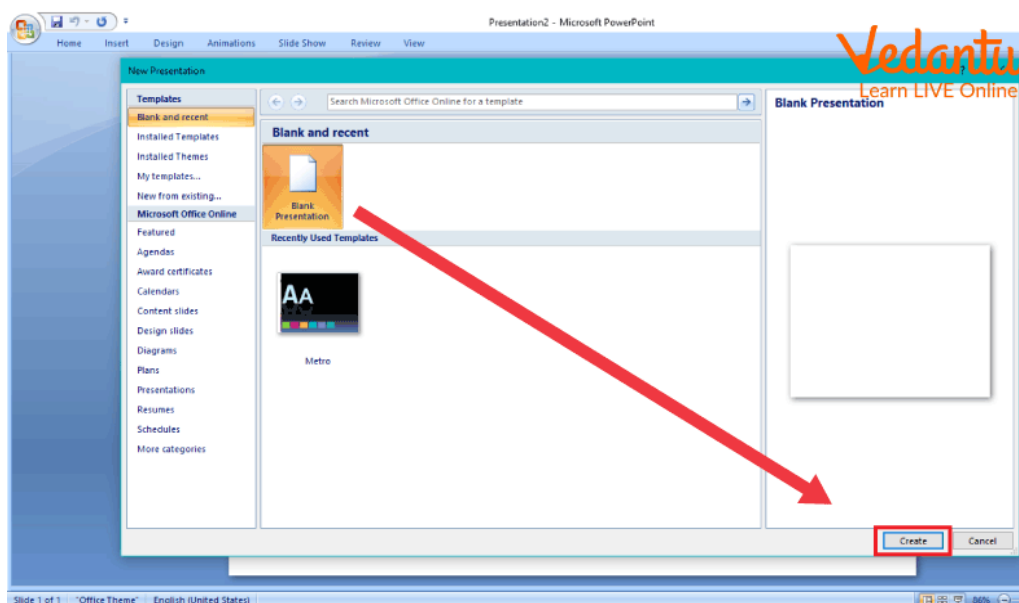 Presentation2 - Microsoft PowerPoint
Home Insert Design Animations Slide Show Review View
Vedantu
Learn LIVE Online
New Presentation ?
Templates
Blank and recent
Installed Templates
Installed Themes
My templates...
New from existing...
Microsoft Office Online
Featured
Agendas
Award certificates
Calendars
Content slides
Design slides
Diagrams
Plans
Presentations
Resumes
Schedules
More categories
Search Microsoft Office Online for a template
Blank and recent
Blank
Presentation
Recently Used Templates
AA
Metro
Blank Presentation
Create Cancel
Slide 1 of 1 "Office Theme" English (United States) 86%